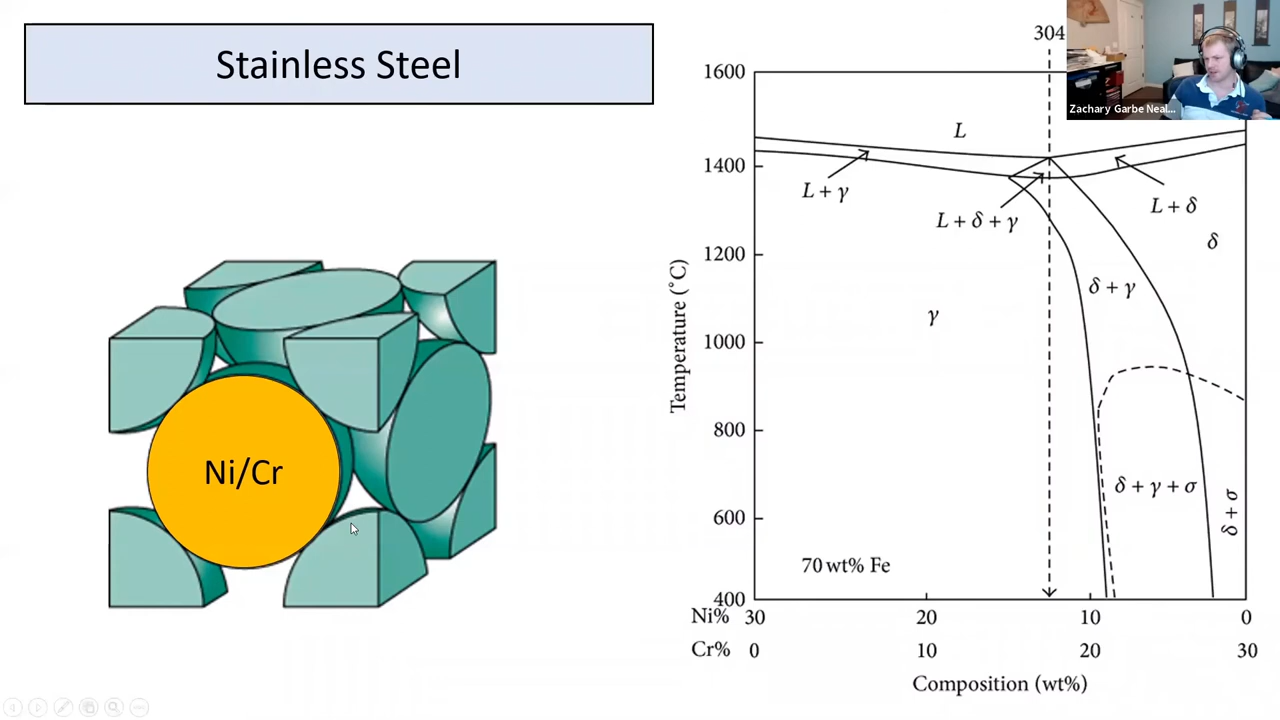 Stainless Steel
Ni/Cr
304
Zachary Garbe Neal...
1600
1400
1200
1000
800
600
400
Temperature (°C)
L
L + γ
L + δ + γ
L + δ
δ
δ + γ
γ
δ + γ + σ
δ + σ
70 wt% Fe
Ni% 30 20 10 0
Cr% 0 10 20 30
Composition (wt%)